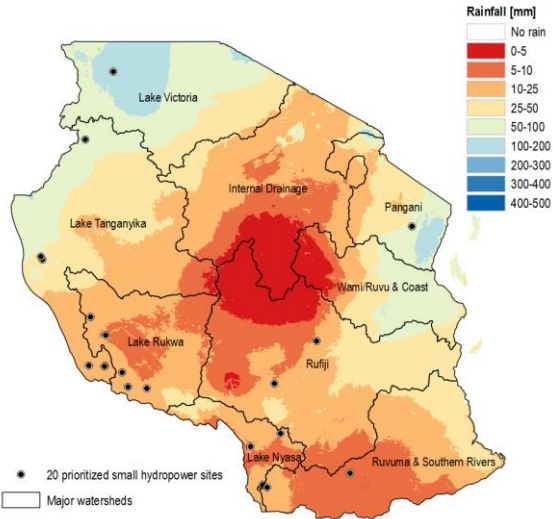 Rainfall [mm]
No rain
0-5
5-10
10-25
25-50
50-100
100-200
200-300
300-400
400-500
Lake Victoria
Internal Drainage
Pangani
Lake Tanganyika
Wami/Ruvu & Coast
Lake Rukwa
Rufiji
Lake Nyasa
Ruvuma & Southern Rivers
20 prioritized small hydropower sites
Major watersheds